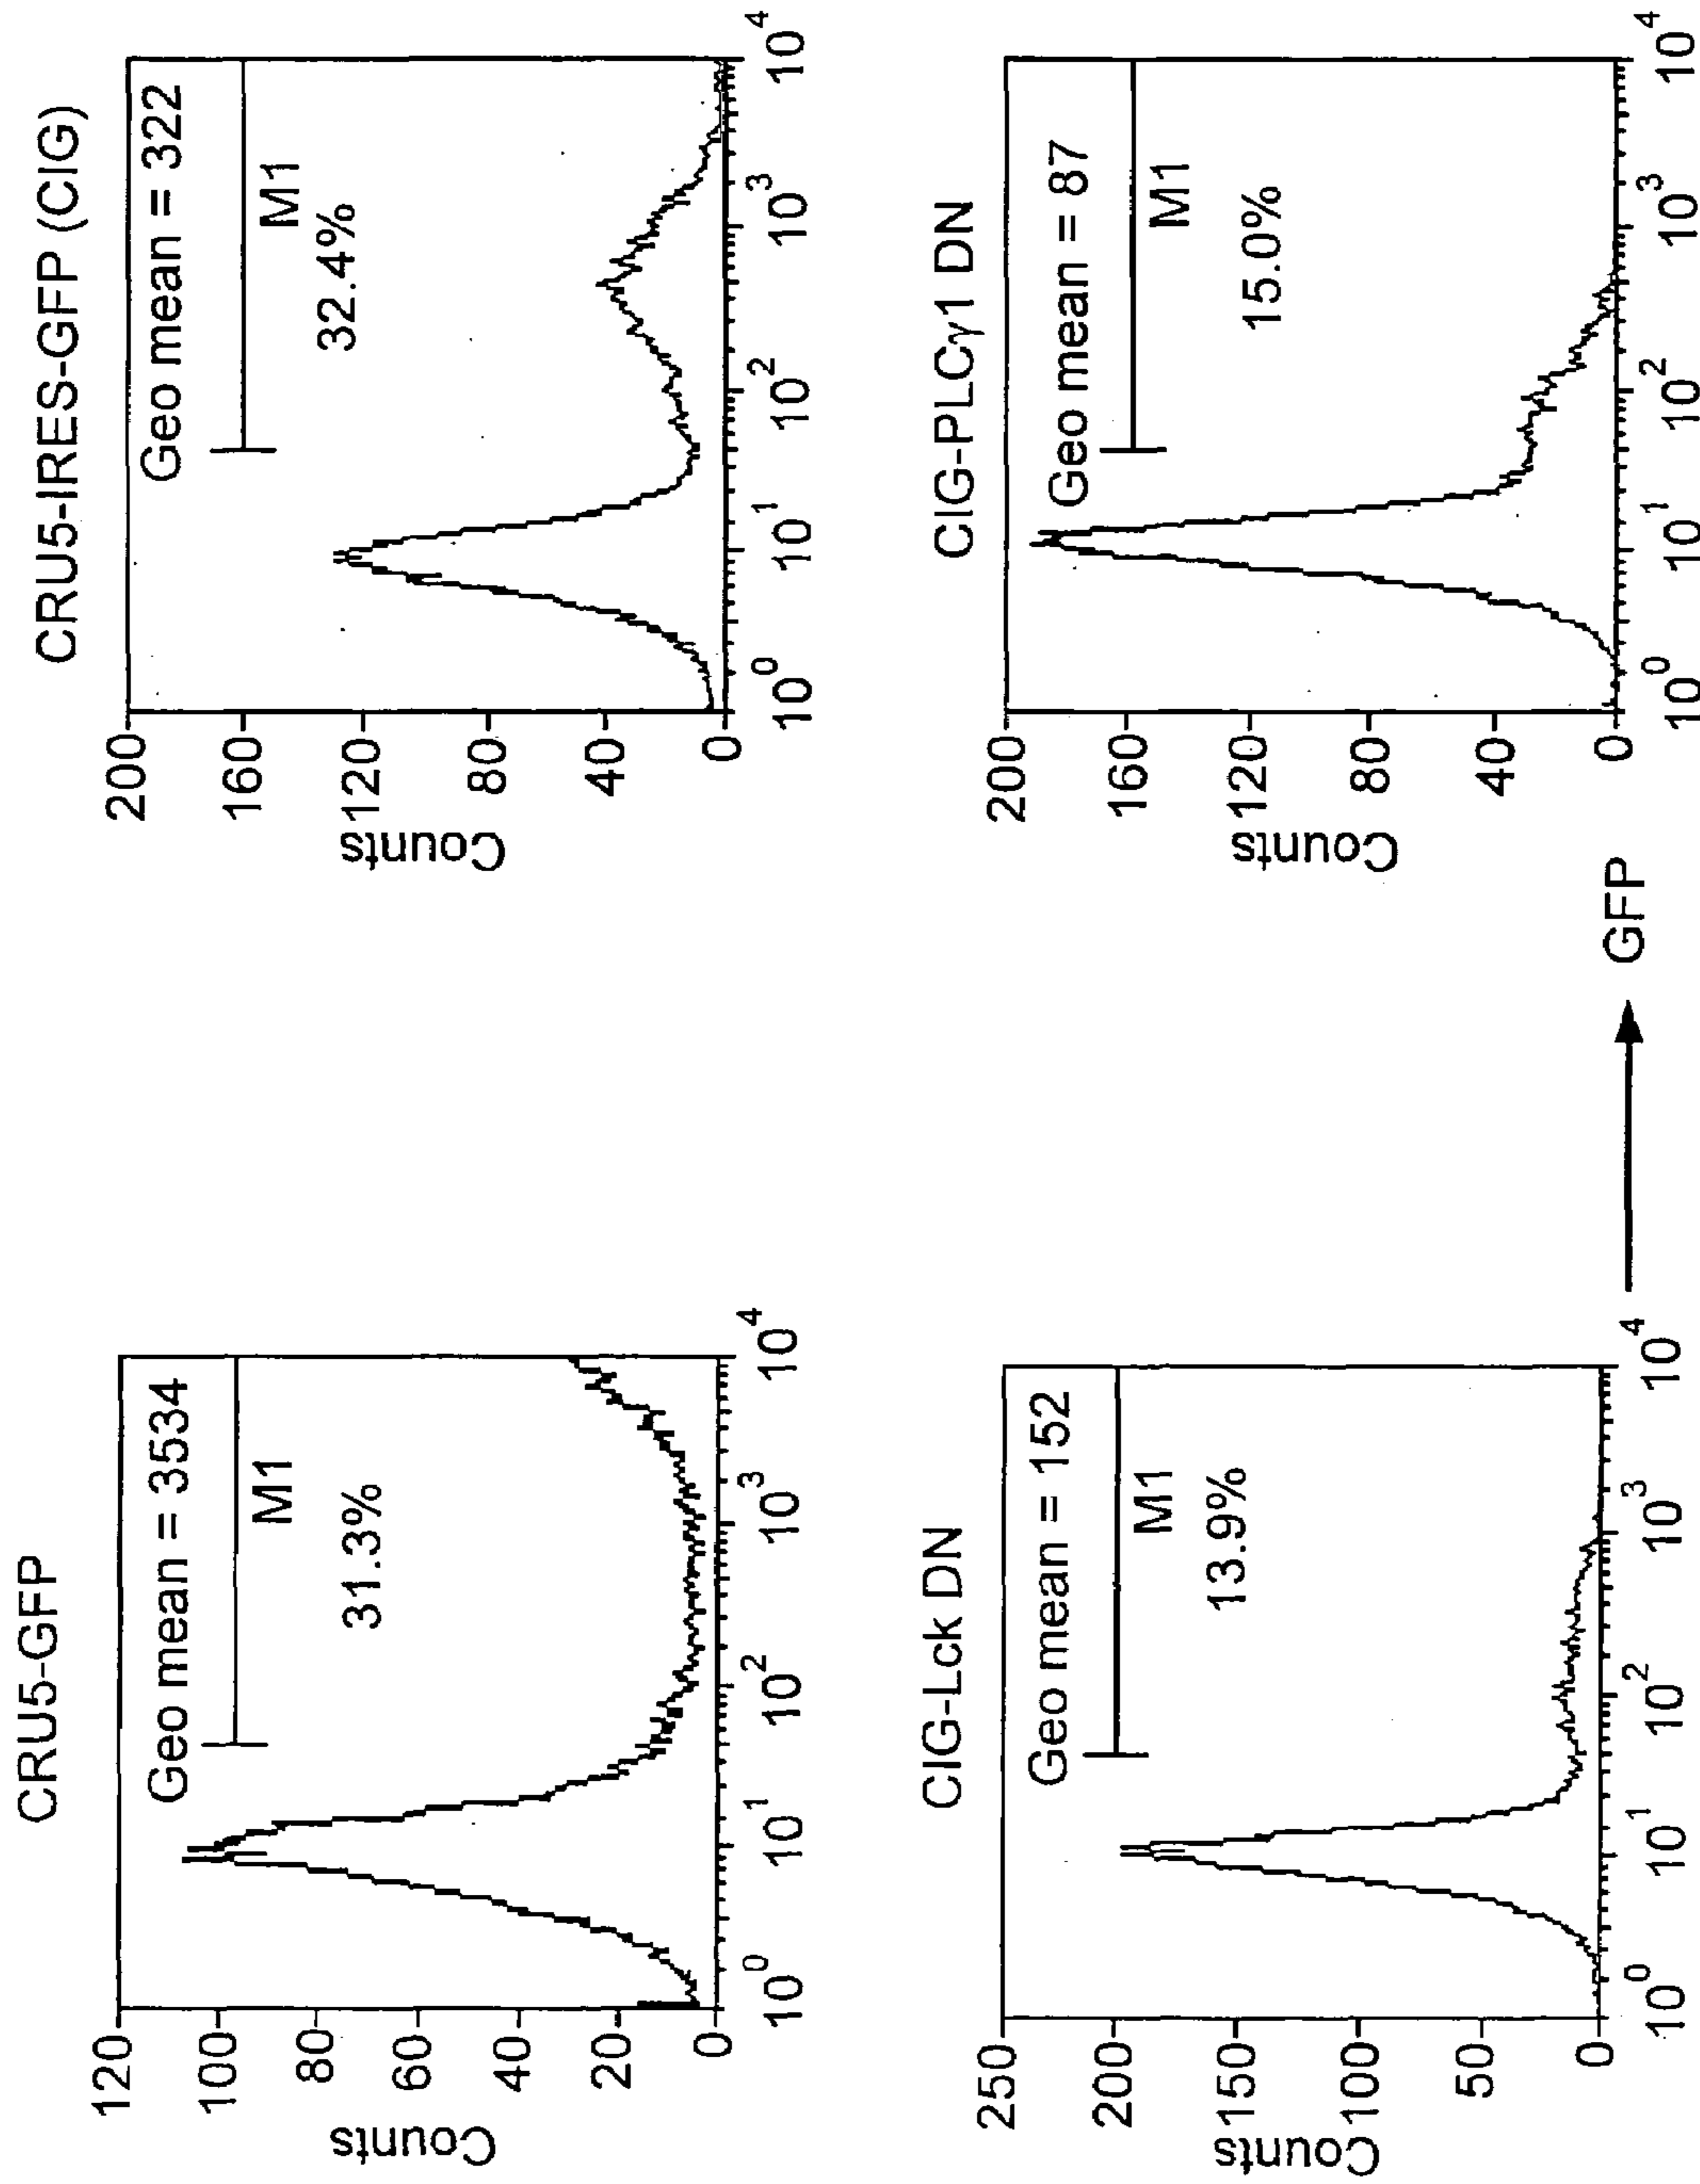 CRU5-GFP
Geo mean = 3534
M1
31.3%
120
100
80
60
40
20
0
Counts
10^0 10^1 10^2 10^3 10^4
CRU5-IRES-GFP (CIG)
Geo mean = 322
M1
32.4%
200
160
120
80
40
0
Counts
10^0 10^1 10^2 10^3 10^4
CIG-Lck DN
Geo mean = 152
M1
13.9%
250
200
150
100
50
0
Counts
10^0 10^1 10^2 10^3 10^4
CIG-PLCγ1 DN
Geo mean = 87
M1
15.0%
200
160
120
80
40
0
Counts
10^0 10^1 10^2 10^3 10^4
GFP